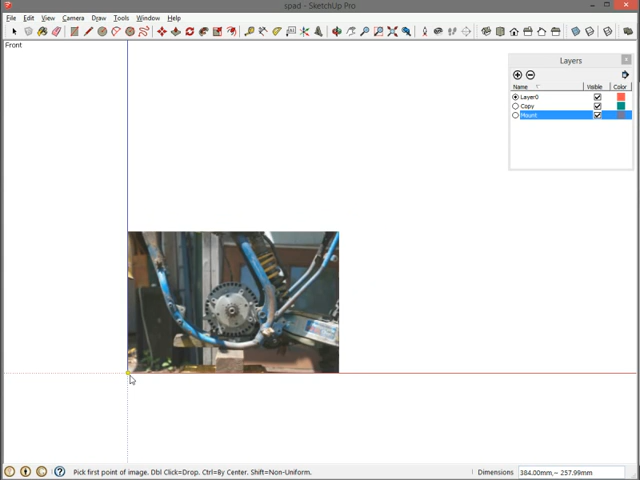 spad - SketchUp Pro
File Edit View Camera Draw Tools Window Help
Front
Layers
Name Visible Color
Layer0
Copy
Mount
Pick first point of image. Dbl Click=Drop. Ctrl=By Center. Shift=Non-Uniform.
Dimensions 384.00mm,~ 257.99mm